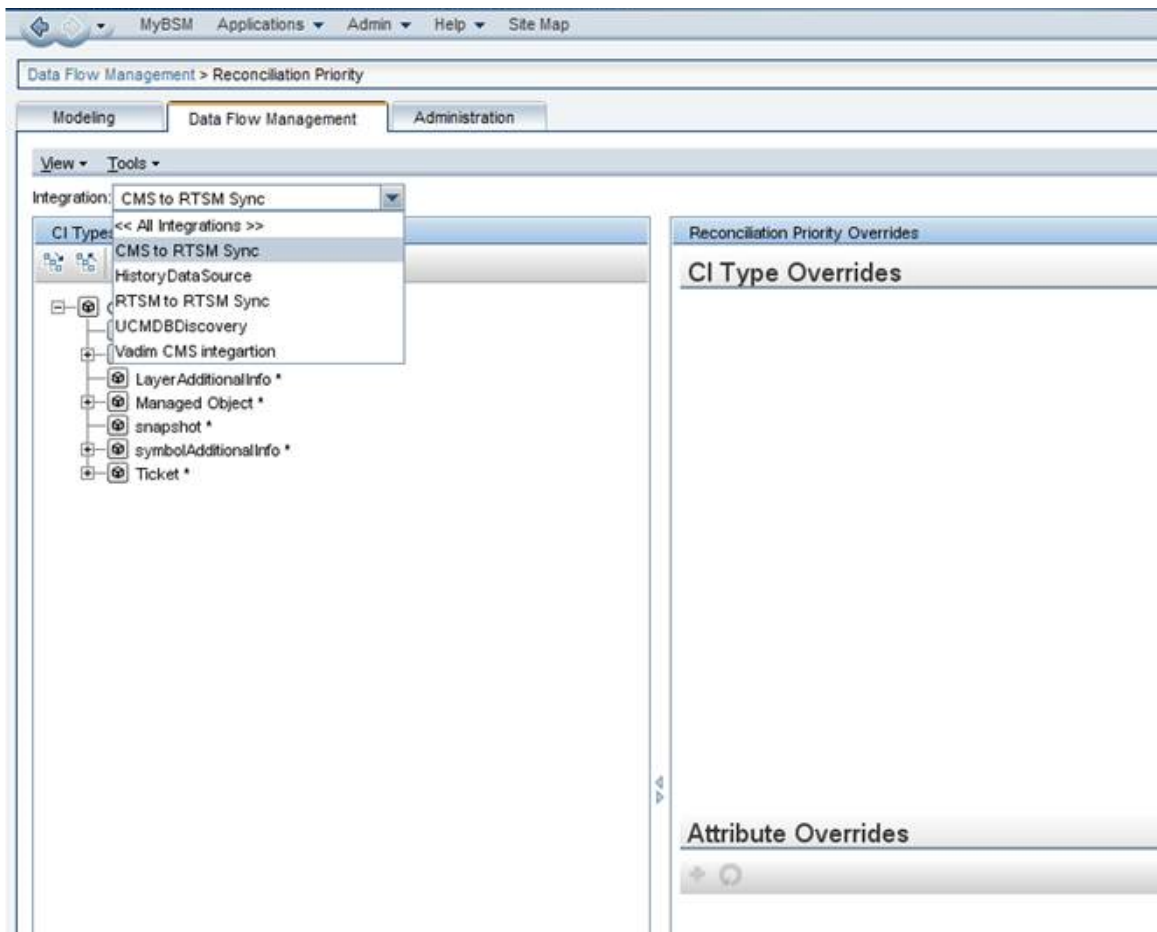 MyBSM Applications Admin Help Site Map
Data Flow Management > Reconciliation Priority
Modeling Data Flow Management Administration
View Tools
Integration: CMS to RTSM Sync
<< All Integrations >>
CMS to RTSM Sync
HistoryDataSource
RTSM to RTSM Sync
UCMDBDiscovery
Vadim CMS integartion
CI Types
LayerAdditionalInfo *
Managed Object *
snapshot *
symbolAdditionalInfo *
Ticket *
Reconciliation Priority Overrides
CI Type Overrides
Attribute Overrides